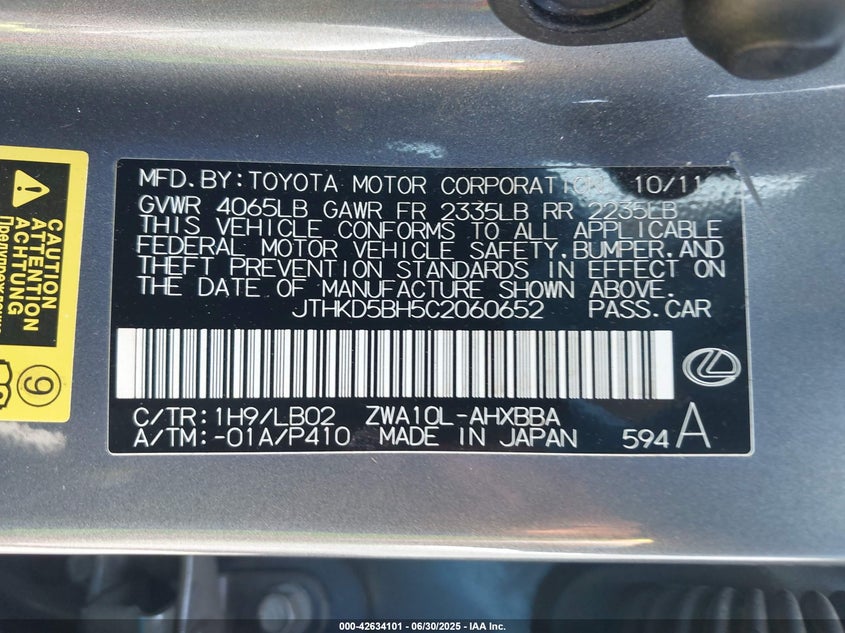 MFD.BY:TOYOTA MOTOR CORPORATION 10/11
GVWR 4065LB GAWR FR 2335LB RR 2235LB
THIS VEHICLE CONFORMS TO ALL APPLICABLE
FEDERAL MOTOR VEHICLE SAFETY,BUMPER,AND
THEFT PREVENTION STANDARDS IN EFFECT ON
THE DATE OF MANUFACTURE SHOWN ABOVE.
JTHKD5BH5C2060652 PASS.CAR
C/TR:1H9/LB02 ZWA10L-AHXBBA
A/TM:-01A/P410 MADE IN JAPAN 594 A
CAUTION
ATTENTION
ACHTUNG
9
000-42634101 - 06/30/2025 - IAA Inc.